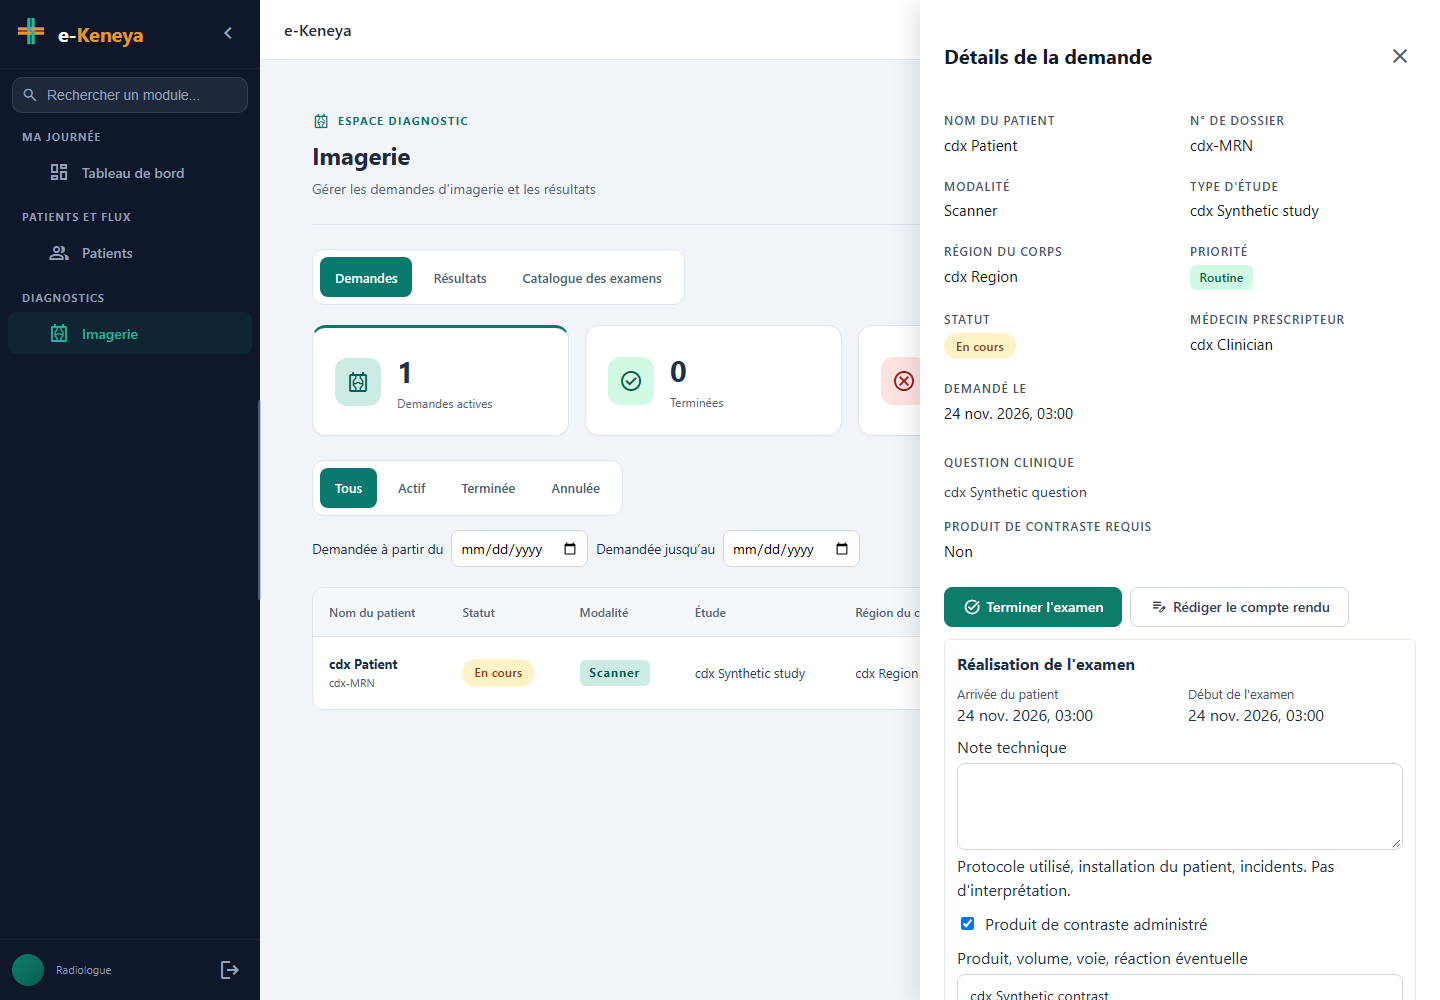 e-Keneya
Rechercher un module...
MA JOURNÉE
Tableau de bord
PATIENTS ET FLUX
Patients
DIAGNOSTICS
Imagerie
Radiologue
e-Keneya
ESPACE DIAGNOSTIC
Imagerie
Gérer les demandes d'imagerie et les résultats
Demandes Résultats Catalogue des examens
1
Demandes actives
0
Terminées
Tous Actif Terminée Annulée
Demandée à partir du mm/dd/yyyy Demandée jusqu'au mm/dd/yyyy
Nom du patient Statut Modalité Étude Région du c
cdx Patient En cours Scanner cdx Synthetic study cdx Region
cdx-MRN
Détails de la demande
NOM DU PATIENT N° DE DOSSIER
cdx Patient cdx-MRN
MODALITÉ TYPE D'ÉTUDE
Scanner cdx Synthetic study
RÉGION DU CORPS PRIORITÉ
cdx Region Routine
STATUT MÉDECIN PRESCRIPTEUR
En cours cdx Clinician
DEMANDÉ LE
24 nov. 2026, 03:00
QUESTION CLINIQUE
cdx Synthetic question
PRODUIT DE CONTRASTE REQUIS
Non
Terminer l'examen Rédiger le compte rendu
Réalisation de l'examen
Arrivée du patient Début de l'examen
24 nov. 2026, 03:00 24 nov. 2026, 03:00
Note technique
Protocole utilisé, installation du patient, incidents. Pas
d'interprétation.
Produit de contraste administré
Produit, volume, voie, réaction éventuelle
cdx Synthetic contrast